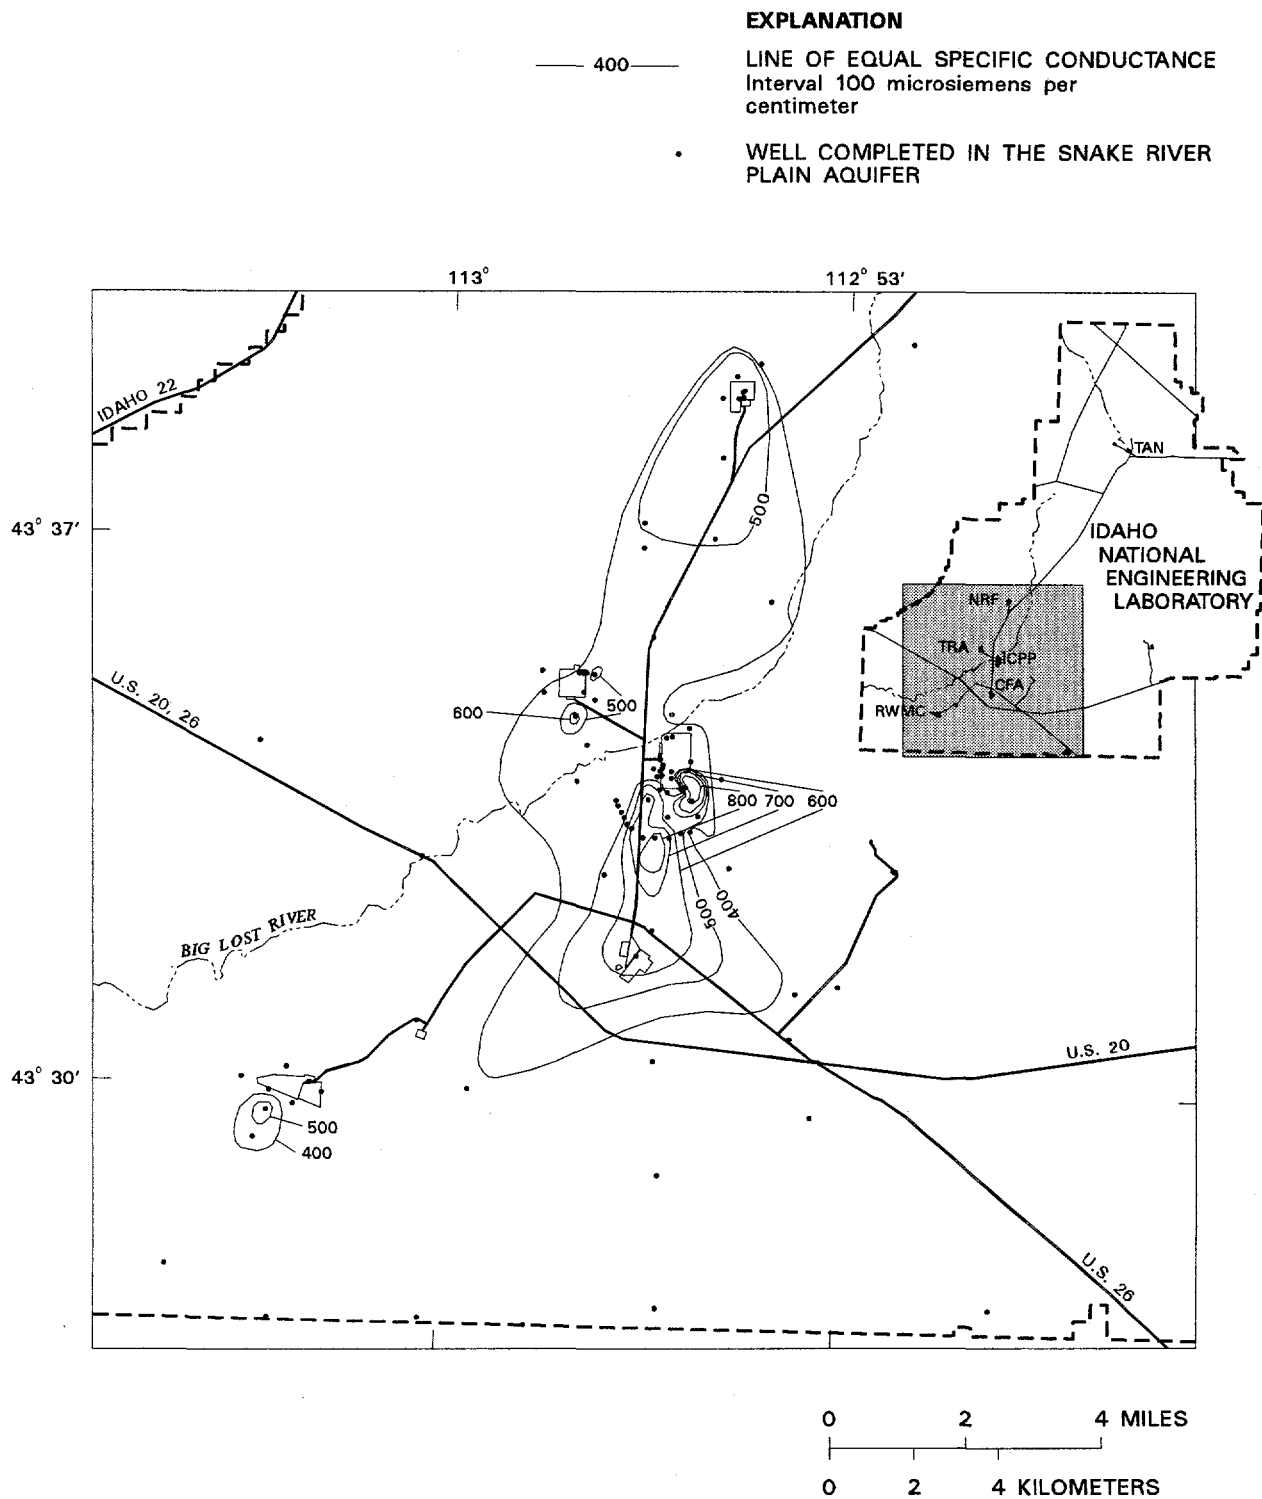 EXPLANATION
400
LINE OF EQUAL SPECIFIC CONDUCTANCE
Interval 100 microsiemens per
centimeter
WELL COMPLETED IN THE SNAKE RIVER
PLAIN AQUIFER
113°
112° 53′
IDAHO 22
TAN
500
43° 37′
IDAHO
NATIONAL
ENGINEERING
LABORATORY
NRF
TRA
ICPP
CFA
RWMC
U.S. 20, 26
600
500
800 700 600
500
400
BIG LOST RIVER
U.S. 20
43° 30′
500
400
U.S. 26
0 2 4 MILES
0 2 4 KILOMETERS